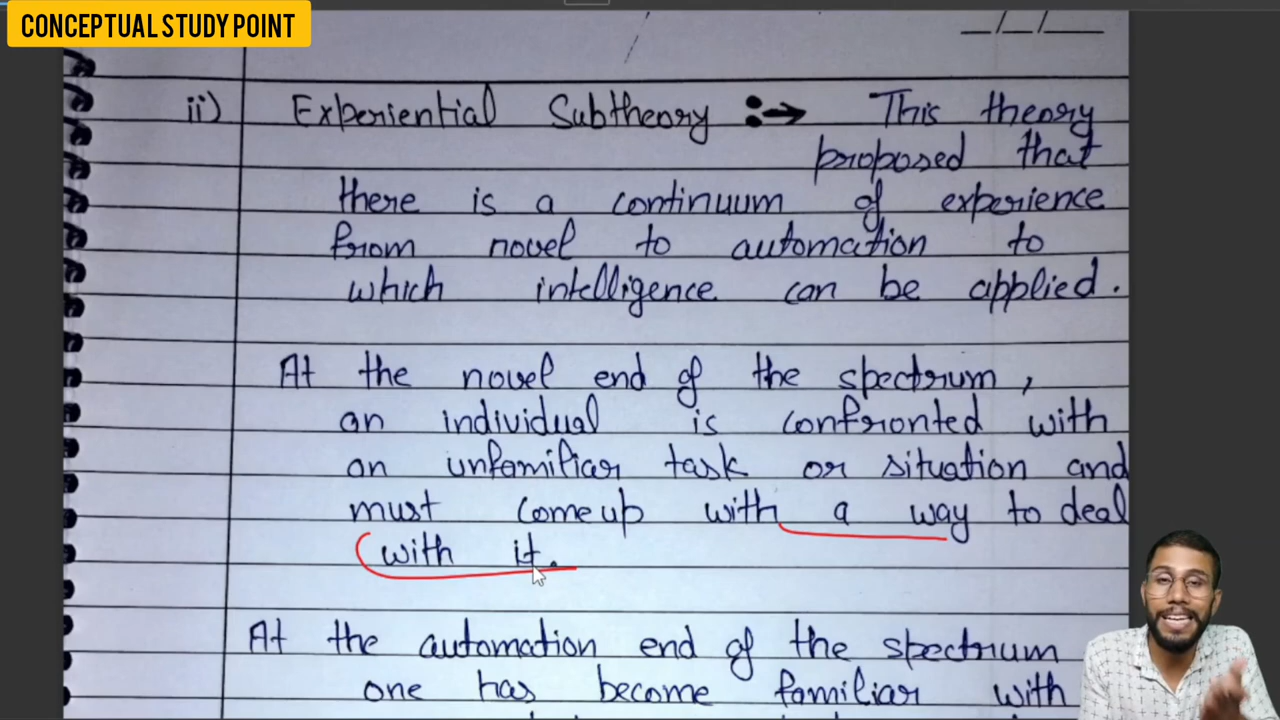 CONCEPTUAL STUDY POINT
ii) Experiential Subtheory :→ This theory
proposed that
there is a continuum of experience
from novel to automation to
which intelligence can be applied.
At the novel end of the spectrum,
an individual is confronted with
an unfamiliar task or situation and
must come up with a way to deal
with it.
At the automation end of the spectrum
one has become familiar with